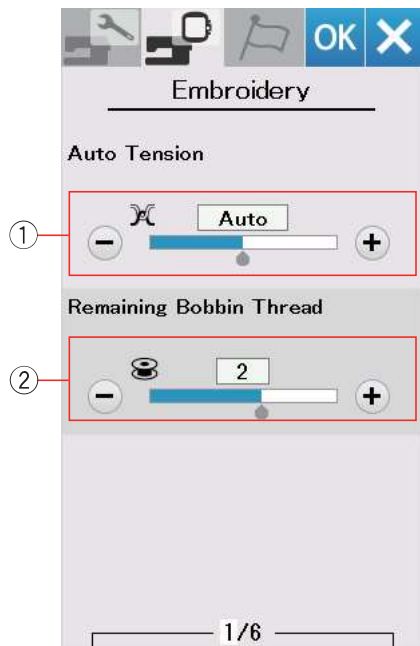 OK
Embroidery
Auto Tension
① Auto
Remaining Bobbin Thread
② 2
1/6